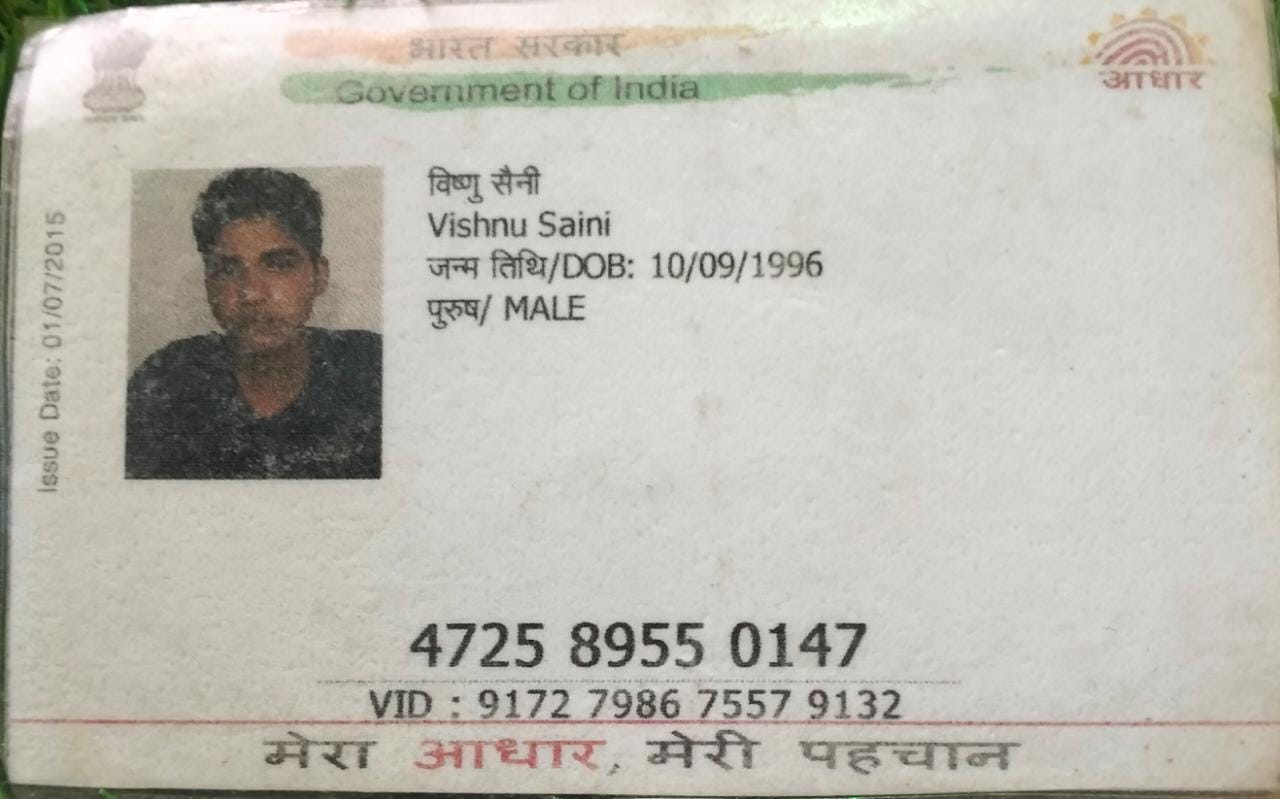 भारत सरकार
Government of India
आधार
Issue Date: 01/07/2015
विष्णु सैनी
Vishnu Saini
जन्म तिथि/DOB: 10/09/1996
पुरुष/ MALE
4725 8955 0147
VID : 9172 7986 7557 9132
मेरा आधार, मेरी पहचान